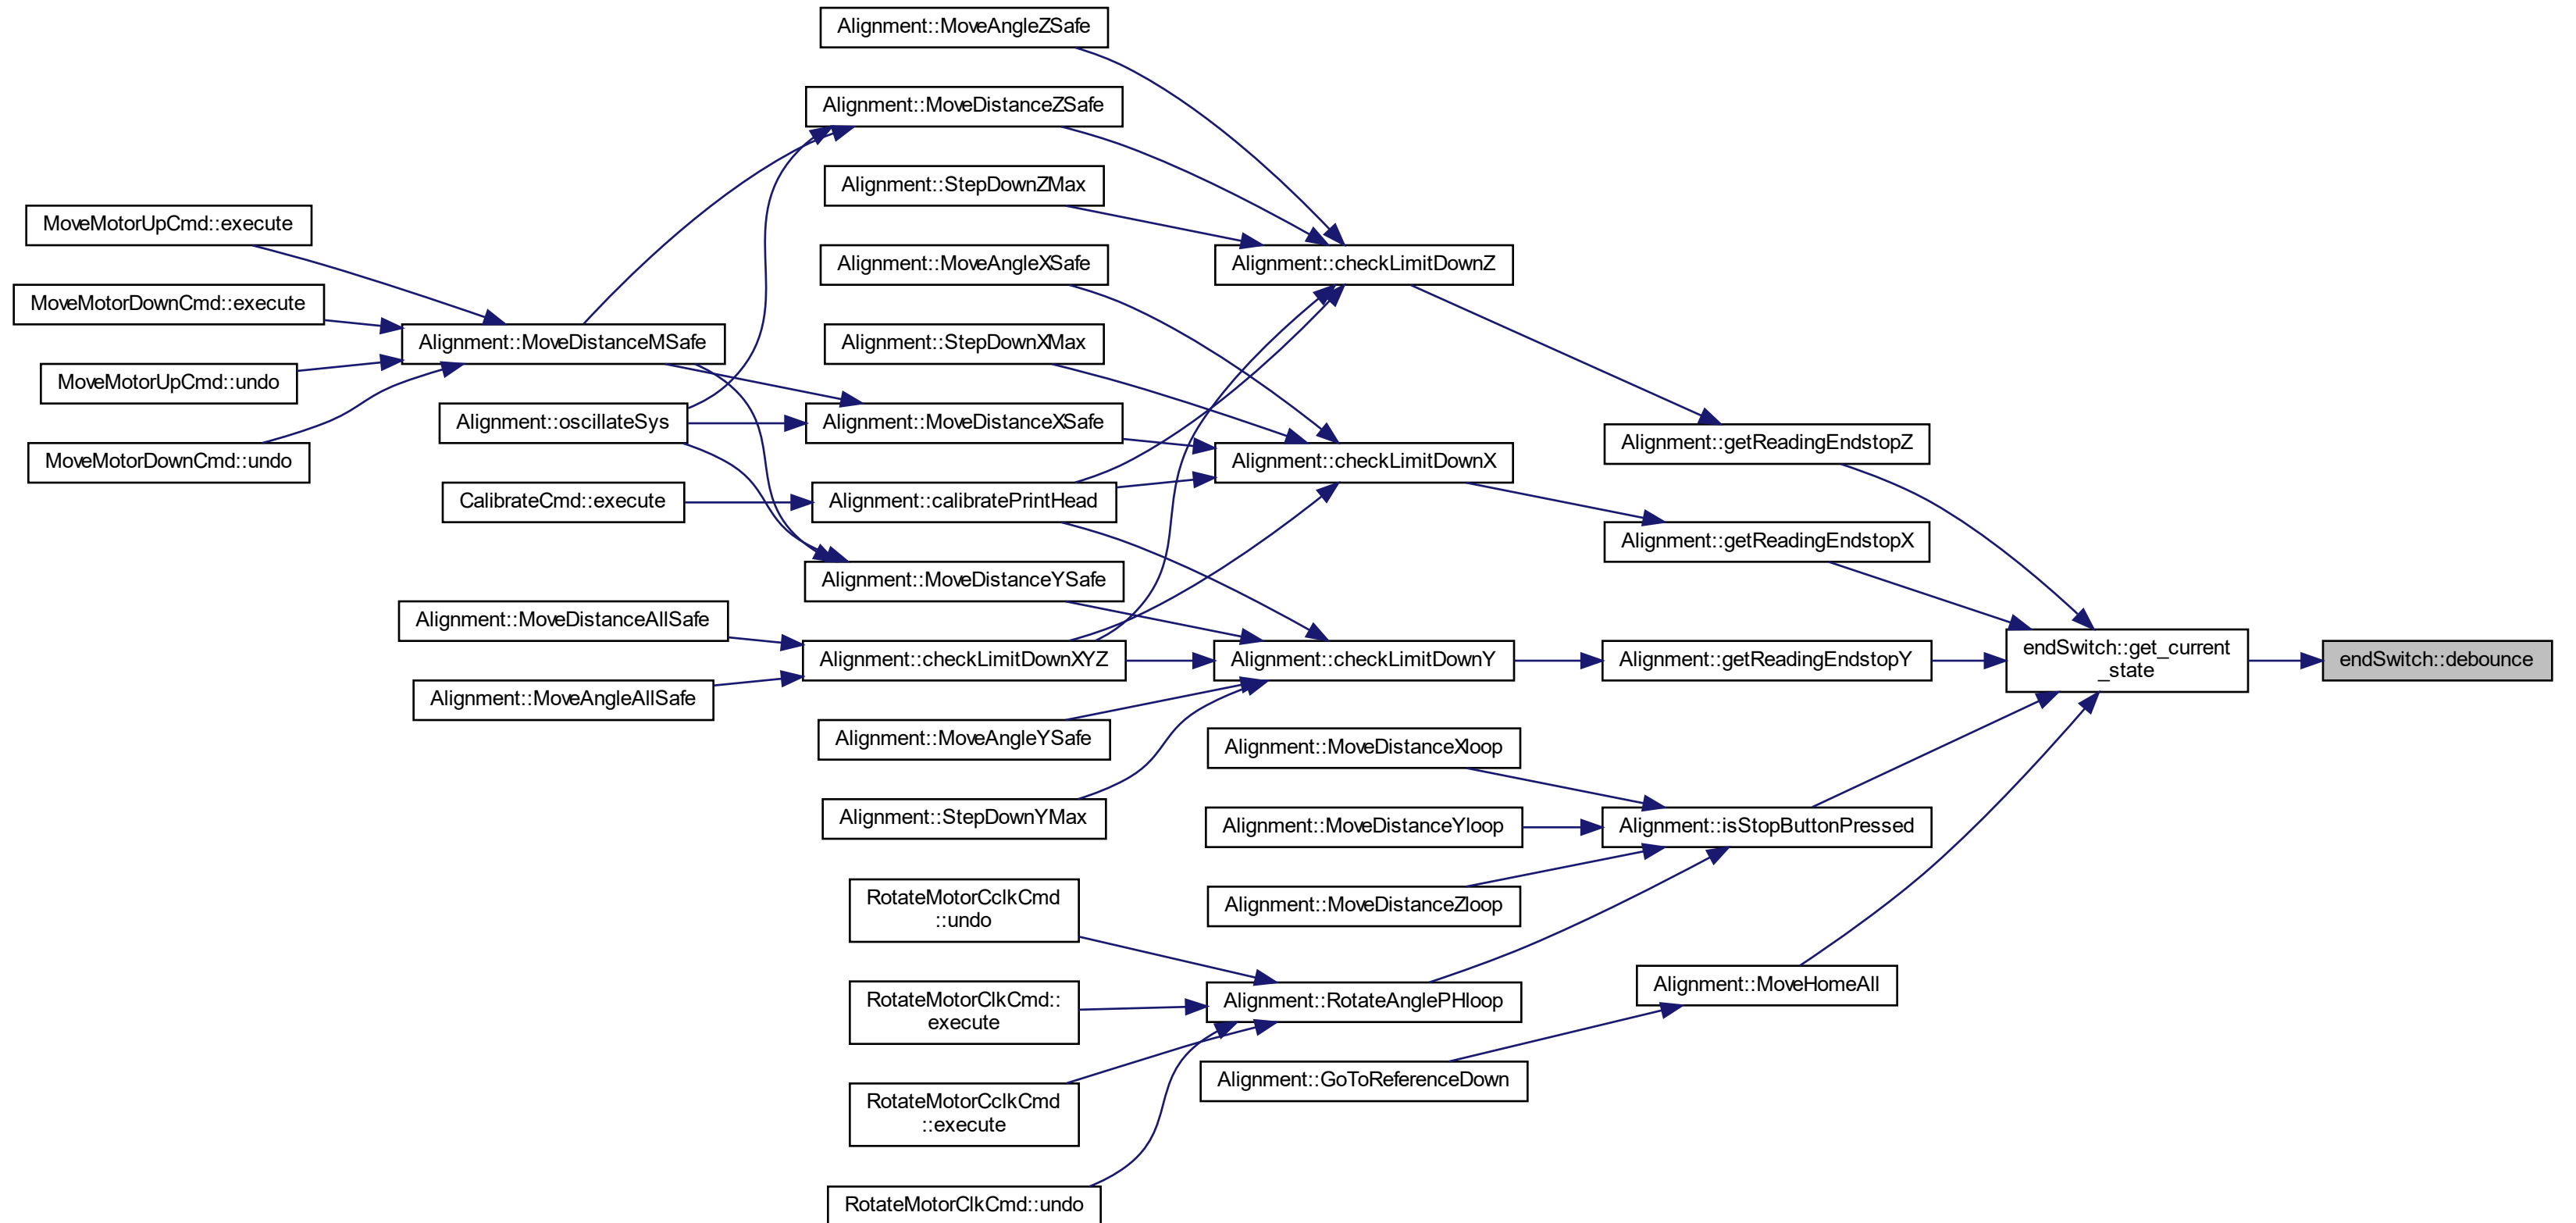 Alignment::MoveAngleZSafe
Alignment::MoveDistanceZSafe
Alignment::StepDownZMax
MoveMotorUpCmd::execute
Alignment::MoveAngleXSafe
Alignment::checkLimitDownZ
MoveMotorDownCmd::execute
Alignment::MoveDistanceMSafe
Alignment::StepDownXMax
MoveMotorUpCmd::undo
Alignment::oscillateSys
Alignment::MoveDistanceXSafe
MoveMotorDownCmd::undo
Alignment::checkLimitDownX
Alignment::getReadingEndstopZ
CalibrateCmd::execute
Alignment::calibratePrintHead
Alignment::getReadingEndstopX
Alignment::MoveDistanceYSafe
Alignment::MoveDistanceAllSafe
Alignment::checkLimitDownXYZ
Alignment::checkLimitDownY
Alignment::getReadingEndstopY
endSwitch::get_current
_state
endSwitch::debounce
Alignment::MoveAngleAllSafe
Alignment::MoveAngleYSafe
Alignment::MoveDistanceXloop
Alignment::StepDownYMax
Alignment::MoveDistanceYloop
Alignment::isStopButtonPressed
RotateMotorCclkCmd
::undo
Alignment::MoveDistanceZloop
RotateMotorClkCmd::
execute
Alignment::RotateAnglePHloop
Alignment::MoveHomeAll
RotateMotorCclkCmd
::execute
Alignment::GoToReferenceDown
RotateMotorClkCmd::undo